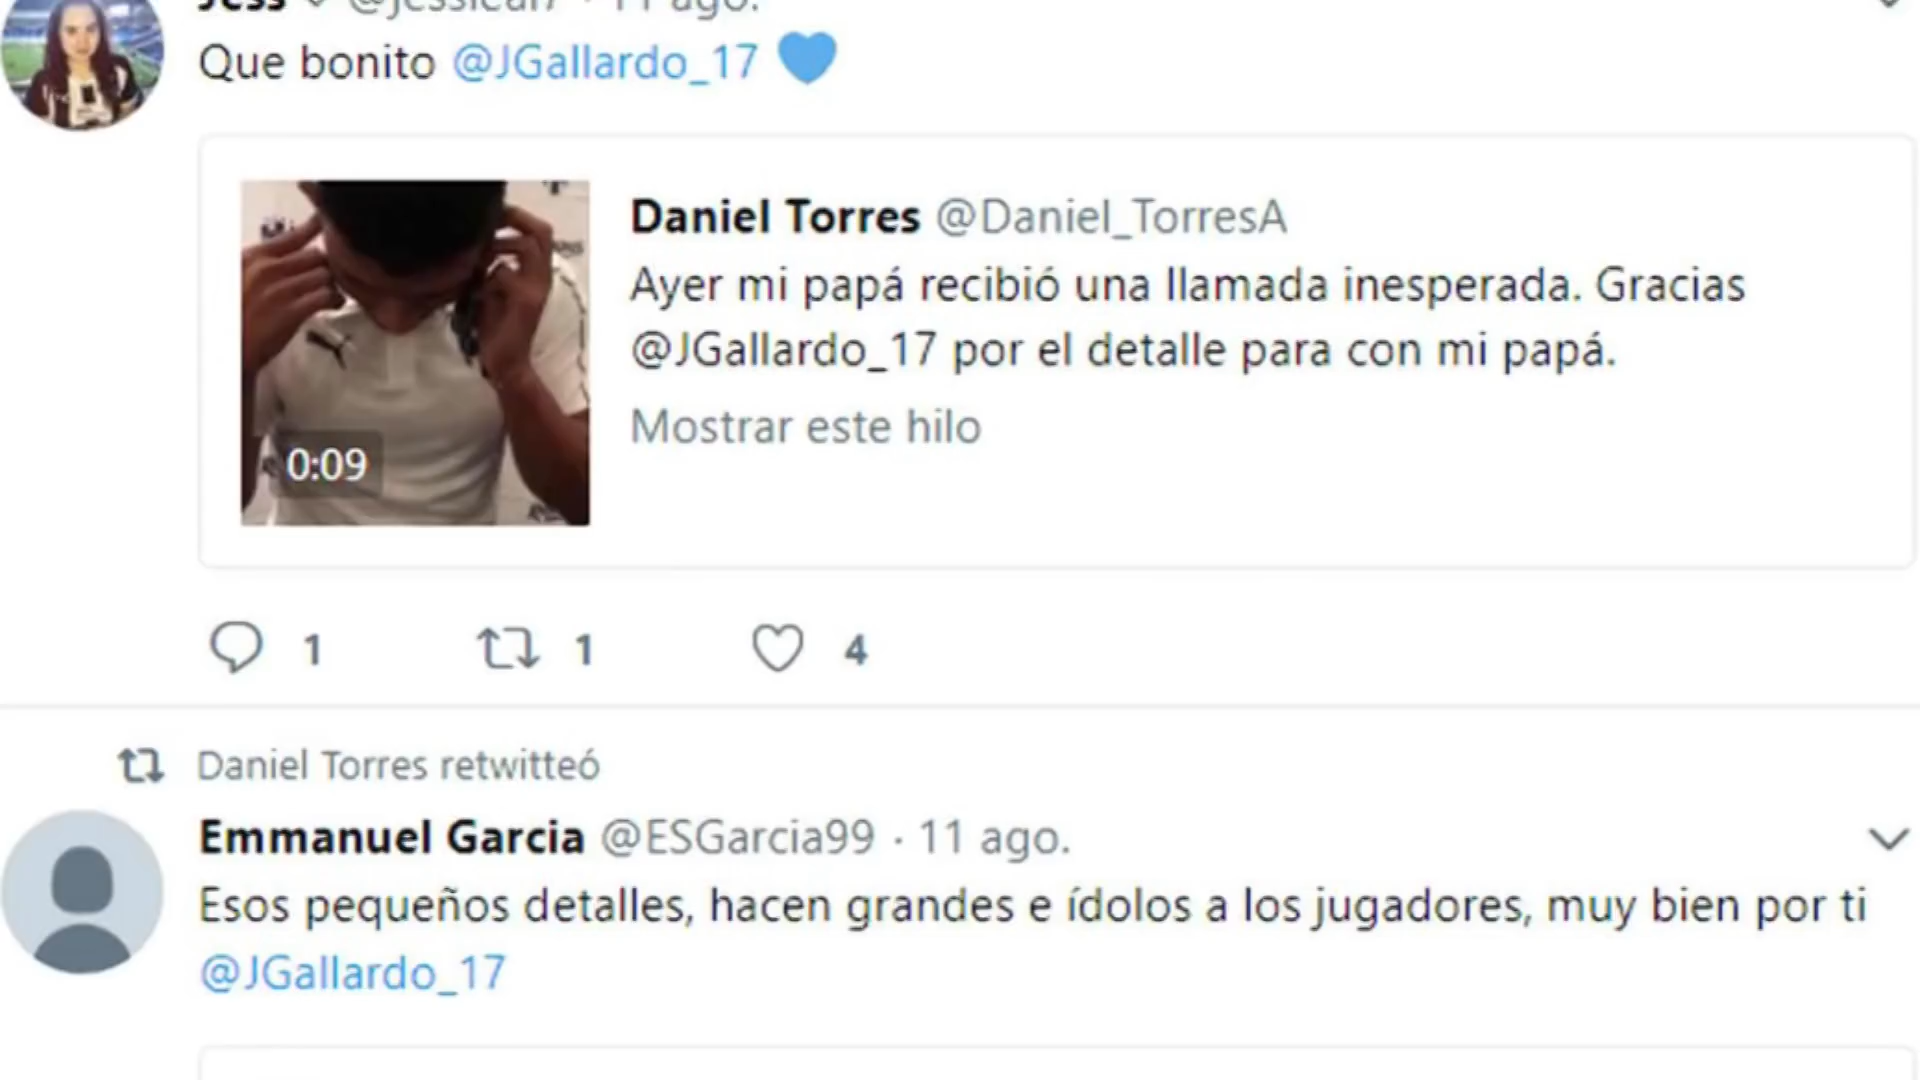 Jess
Que bonito @JGallardo_17 💙
Daniel Torres @Daniel_TorresA
Ayer mi papá recibió una llamada inesperada. Gracias
@JGallardo_17 por el detalle para con mi papá.
Mostrar este hilo
0:09
1 1 4
Daniel Torres retwitteó
Emmanuel Garcia @ESGarcia99 · 11 ago.
Esos pequeños detalles, hacen grandes e ídolos a los jugadores, muy bien por ti
@JGallardo_17